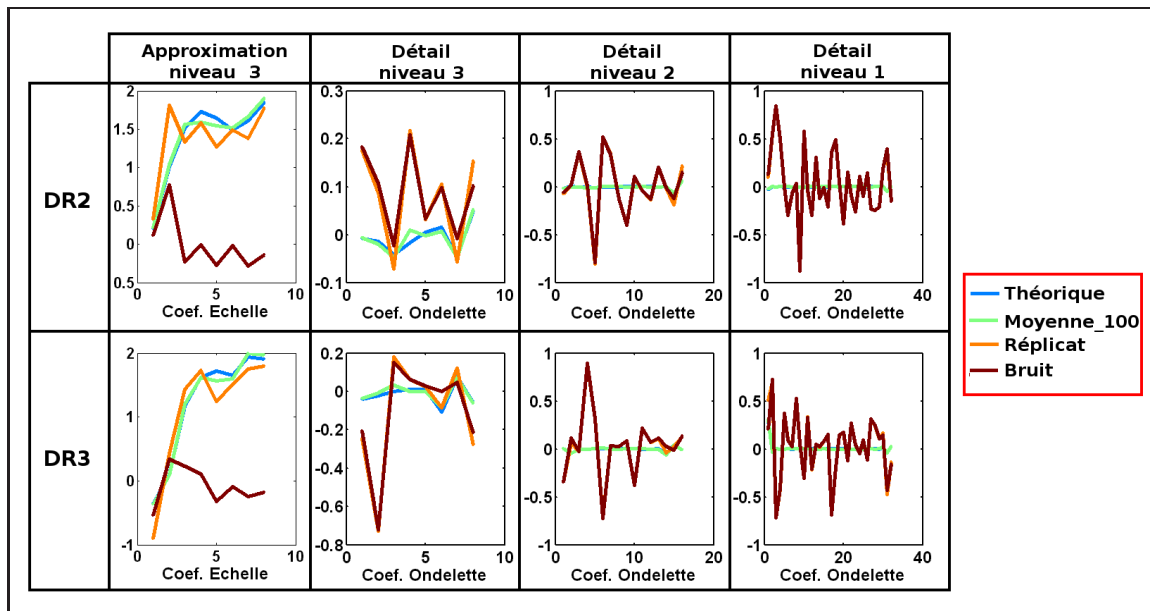 Approximation
niveau 3
Détail
niveau 3
Détail
niveau 2
Détail
niveau 1
DR2
2
1.5
1
0.5
0
0.5
0
5
10
Coef. Echelle
0.3
0.2
0.1
0
-0.1
0
5
10
Coef. Ondelette
1
0.5
0
-0.5
-1
0
10
20
Coef. Ondelette
1
0.5
0
-0.5
-1
0
20
40
Coef. Ondelette
DR3
2
1
0
-1
0
5
10
Coef. Echelle
0.2
0
-0.2
-0.4
-0.6
-0.8
0
5
10
Coef. Ondelette
1
0.5
0
-0.5
-1
0
10
20
Coef. Ondelette
1
0.5
0
-0.5
-1
0
20
40
Coef. Ondelette
Théorique
Moyenne_100
Réplicat
Bruit